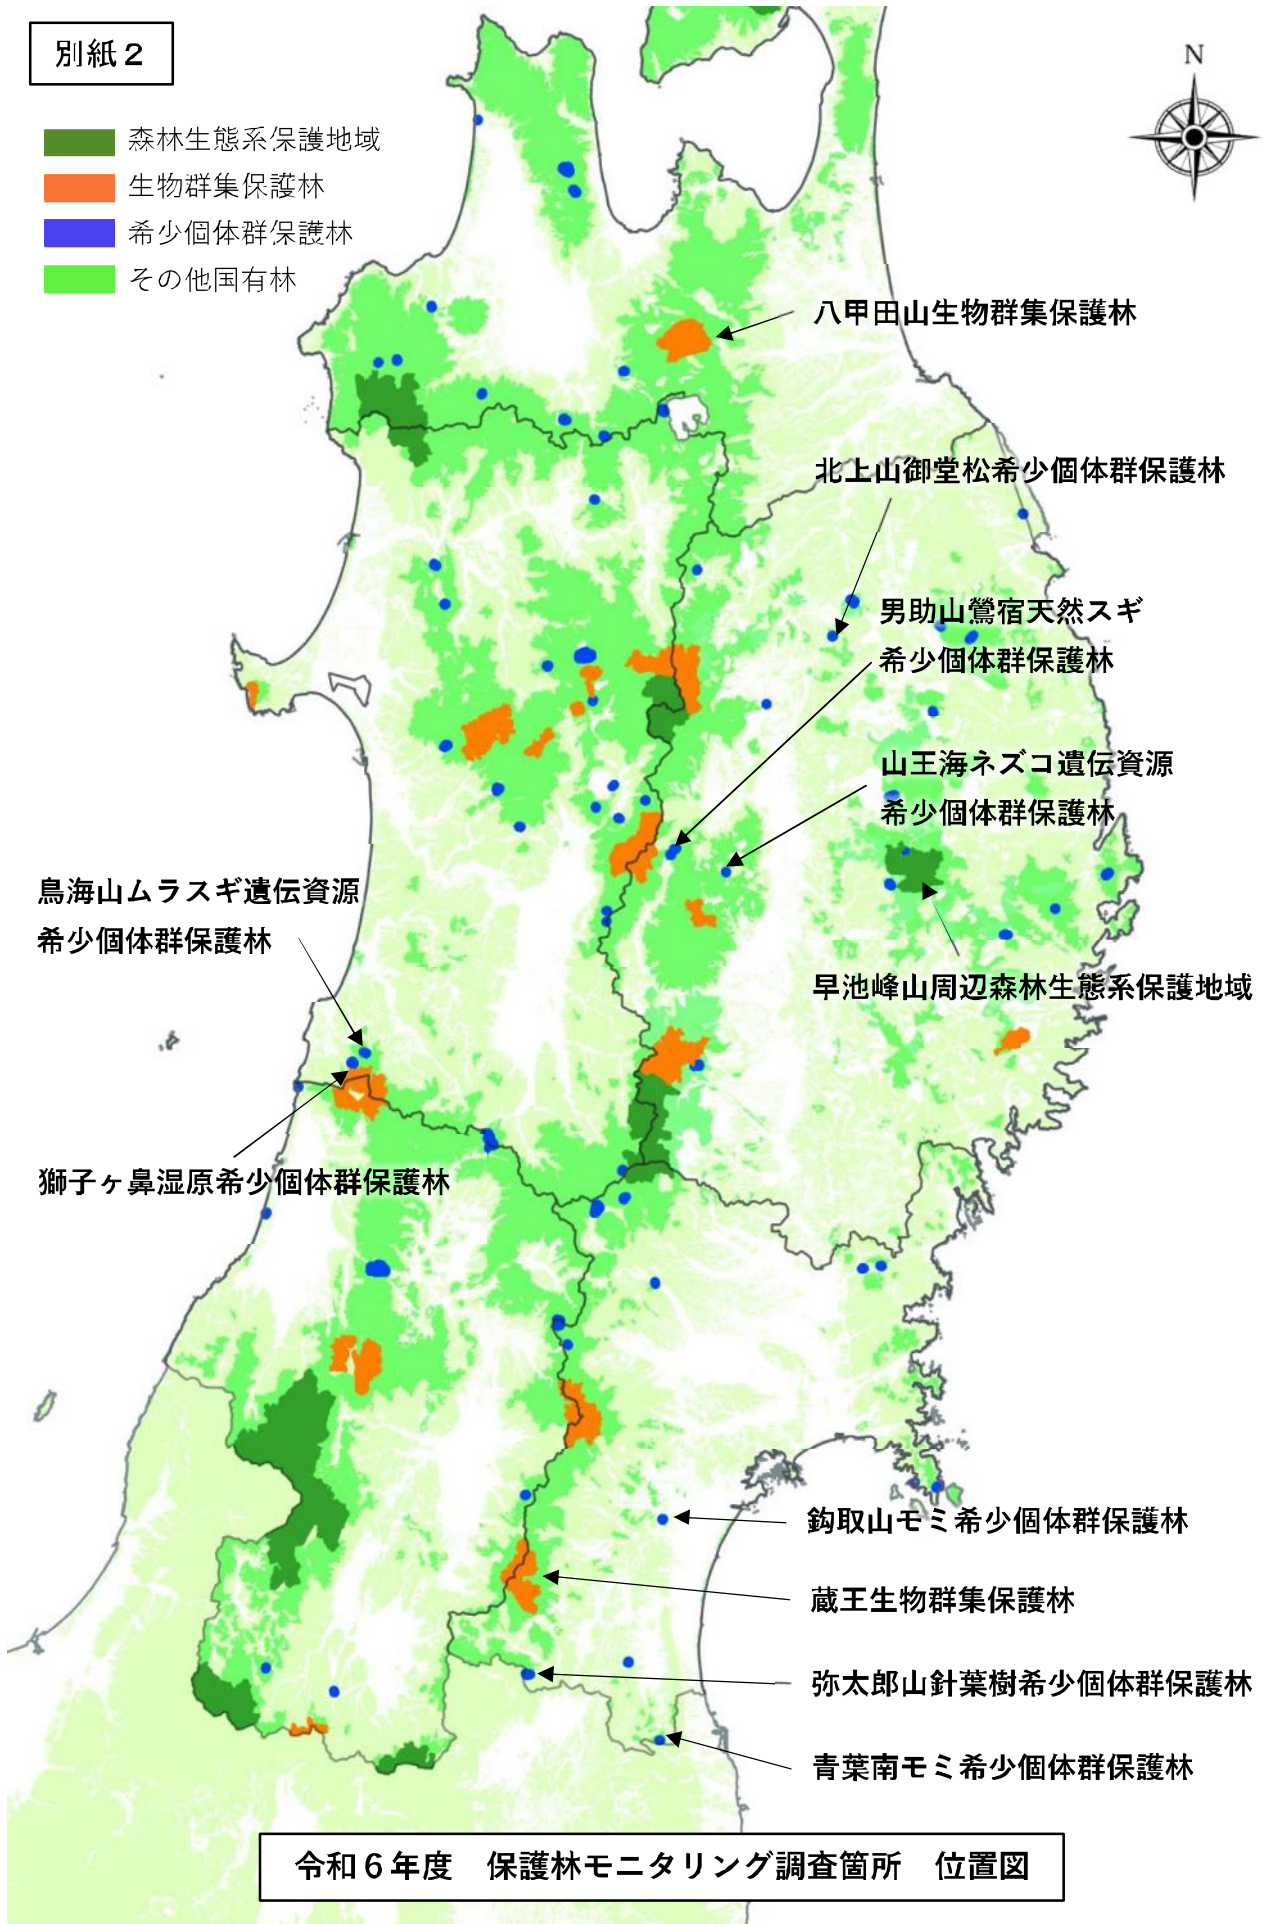 別紙２
N
森林生態系保護地域
生物群集保護林
希少個体群保護林
その他国有林
八甲田山生物群集保護林
北上山御堂松希少個体群保護林
男助山鶯宿天然スギ
希少個体群保護林
山王海ネズコ遺伝資源
希少個体群保護林
鳥海山ムラスギ遺伝資源
希少個体群保護林
早池峰山周辺森林生態系保護地域
獅子ヶ鼻湿原希少個体群保護林
鈎取山モミ希少個体群保護林
蔵王生物群集保護林
弥太郎山針葉樹希少個体群保護林
青葉南モミ希少個体群保護林
令和６年度　保護林モニタリング調査箇所　位置図